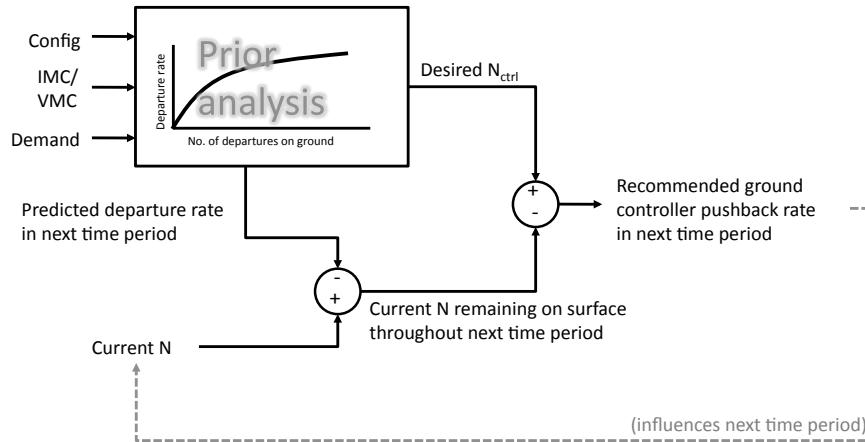 Config
IMC/
VMC
Demand
Departure rate
Prior
analysis
No. of departures on ground
Desired Nctrl
Predicted departure rate
in next time period
+
-
Recommended ground
controller pushback rate
in next time period
-
+
Current N remaining on surface
throughout next time period
Current N
(influences next time period)